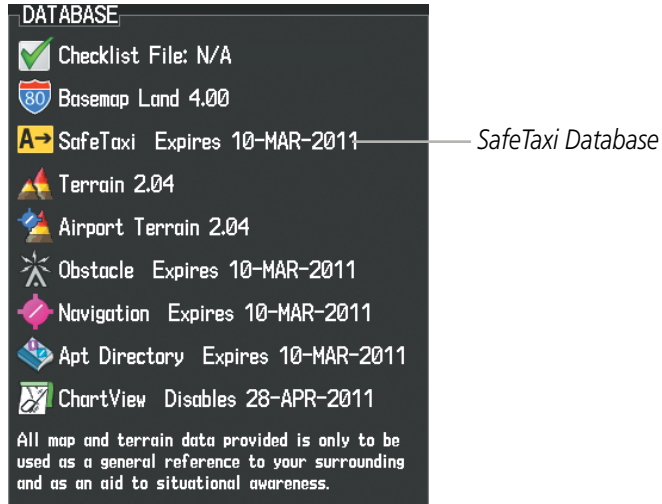 DATABASE
Checklist File: N/A
80 Basemap Land 4.00
A→ SafeTaxi Expires 10-MAR-2011
SafeTaxi Database
Terrain 2.04
Airport Terrain 2.04
Obstacle Expires 10-MAR-2011
Navigation Expires 10-MAR-2011
Apt Directory Expires 10-MAR-2011
ChartView Disables 28-APR-2011
All map and terrain data provided is only to be
used as a general reference to your surrounding
and as an aid to situational awareness.